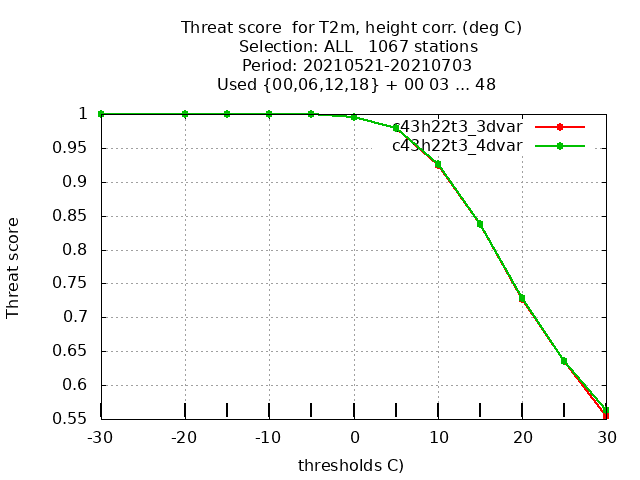 Threat score  for T2m, height corr. (deg C)
Selection: ALL   1067 stations
Period: 20210521-20210703
Used {00,06,12,18} + 00 03 ... 48
c43h22t3_3dvar
c43h22t3_4dvar
Threat score
1
0.95
0.9
0.85
0.8
0.75
0.7
0.65
0.6
0.55
-30 -20 -10 0 10 20 30
thresholds C)